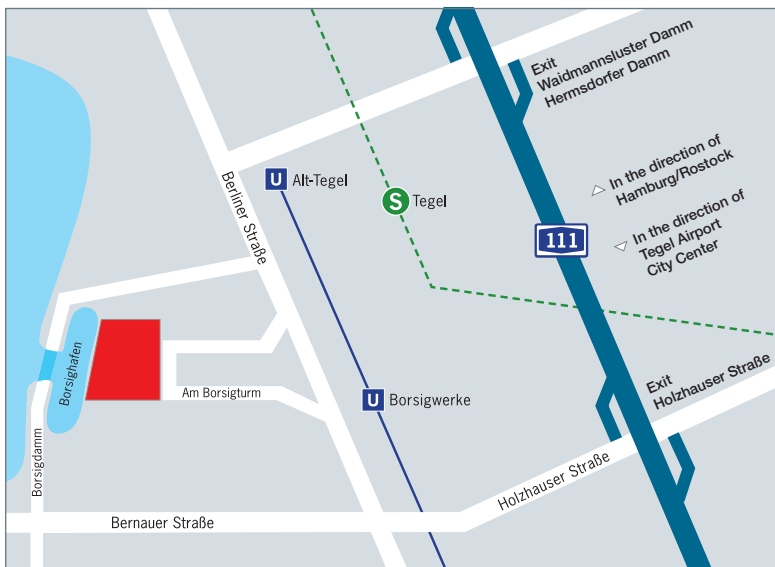 Exit
Waidmannsluster Damm
Hermsdorfer Damm
In the direction of
Hamburg/Rostock
In the direction of
Tegel Airport
City Center
111
U Alt-Tegel
S Tegel
Berliner Straße
Borsighafen
Am Borsigturm
U Borsigwerke
Exit
Holzhauser Straße
Borsigdamm
Holzhauser Straße
Bernauer Straße